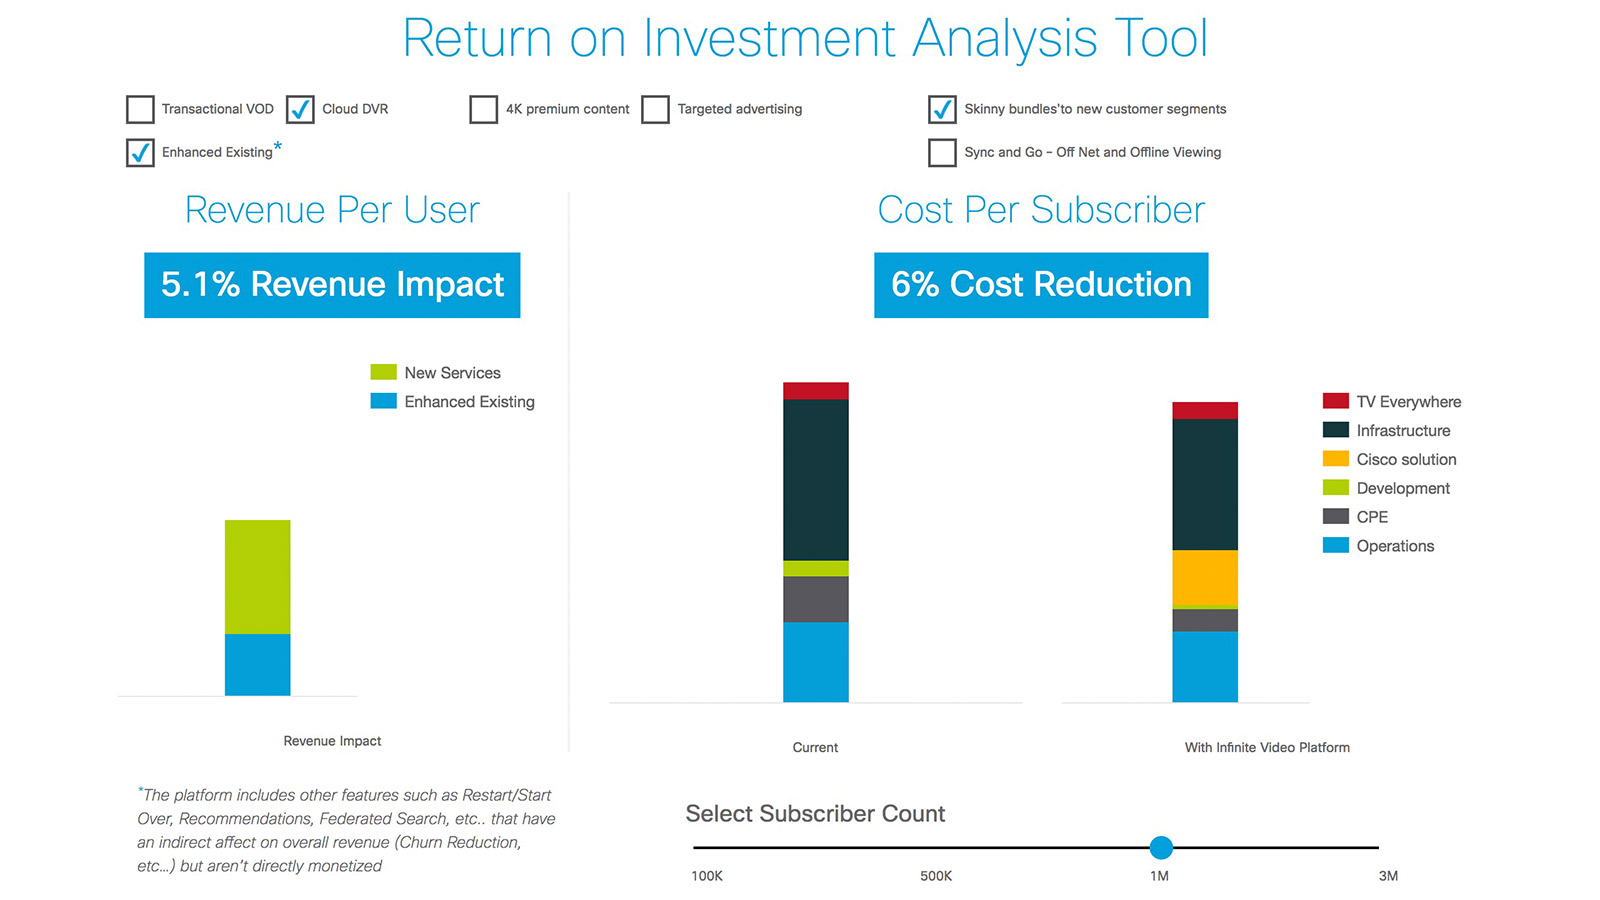 Return on Investment Analysis Tool
Transactional VOD
Cloud DVR
4K premium content
Targeted advertising
Skinny bundles'to new customer segments
Enhanced Existing*
Sync and Go - Off Net and Offline Viewing
Revenue Per User
5.1% Revenue Impact
New Services
Enhanced Existing
Revenue Impact
*The platform includes other features such as Restart/Start
Over, Recommendations, Federated Search, etc.. that have
an indirect affect on overall revenue (Churn Reduction,
etc...) but aren't directly monetized
Cost Per Subscriber
6% Cost Reduction
TV Everywhere
Infrastructure
Cisco solution
Development
CPE
Operations
Current
With Infinite Video Platform
Select Subscriber Count
100K
500K
1M
3M